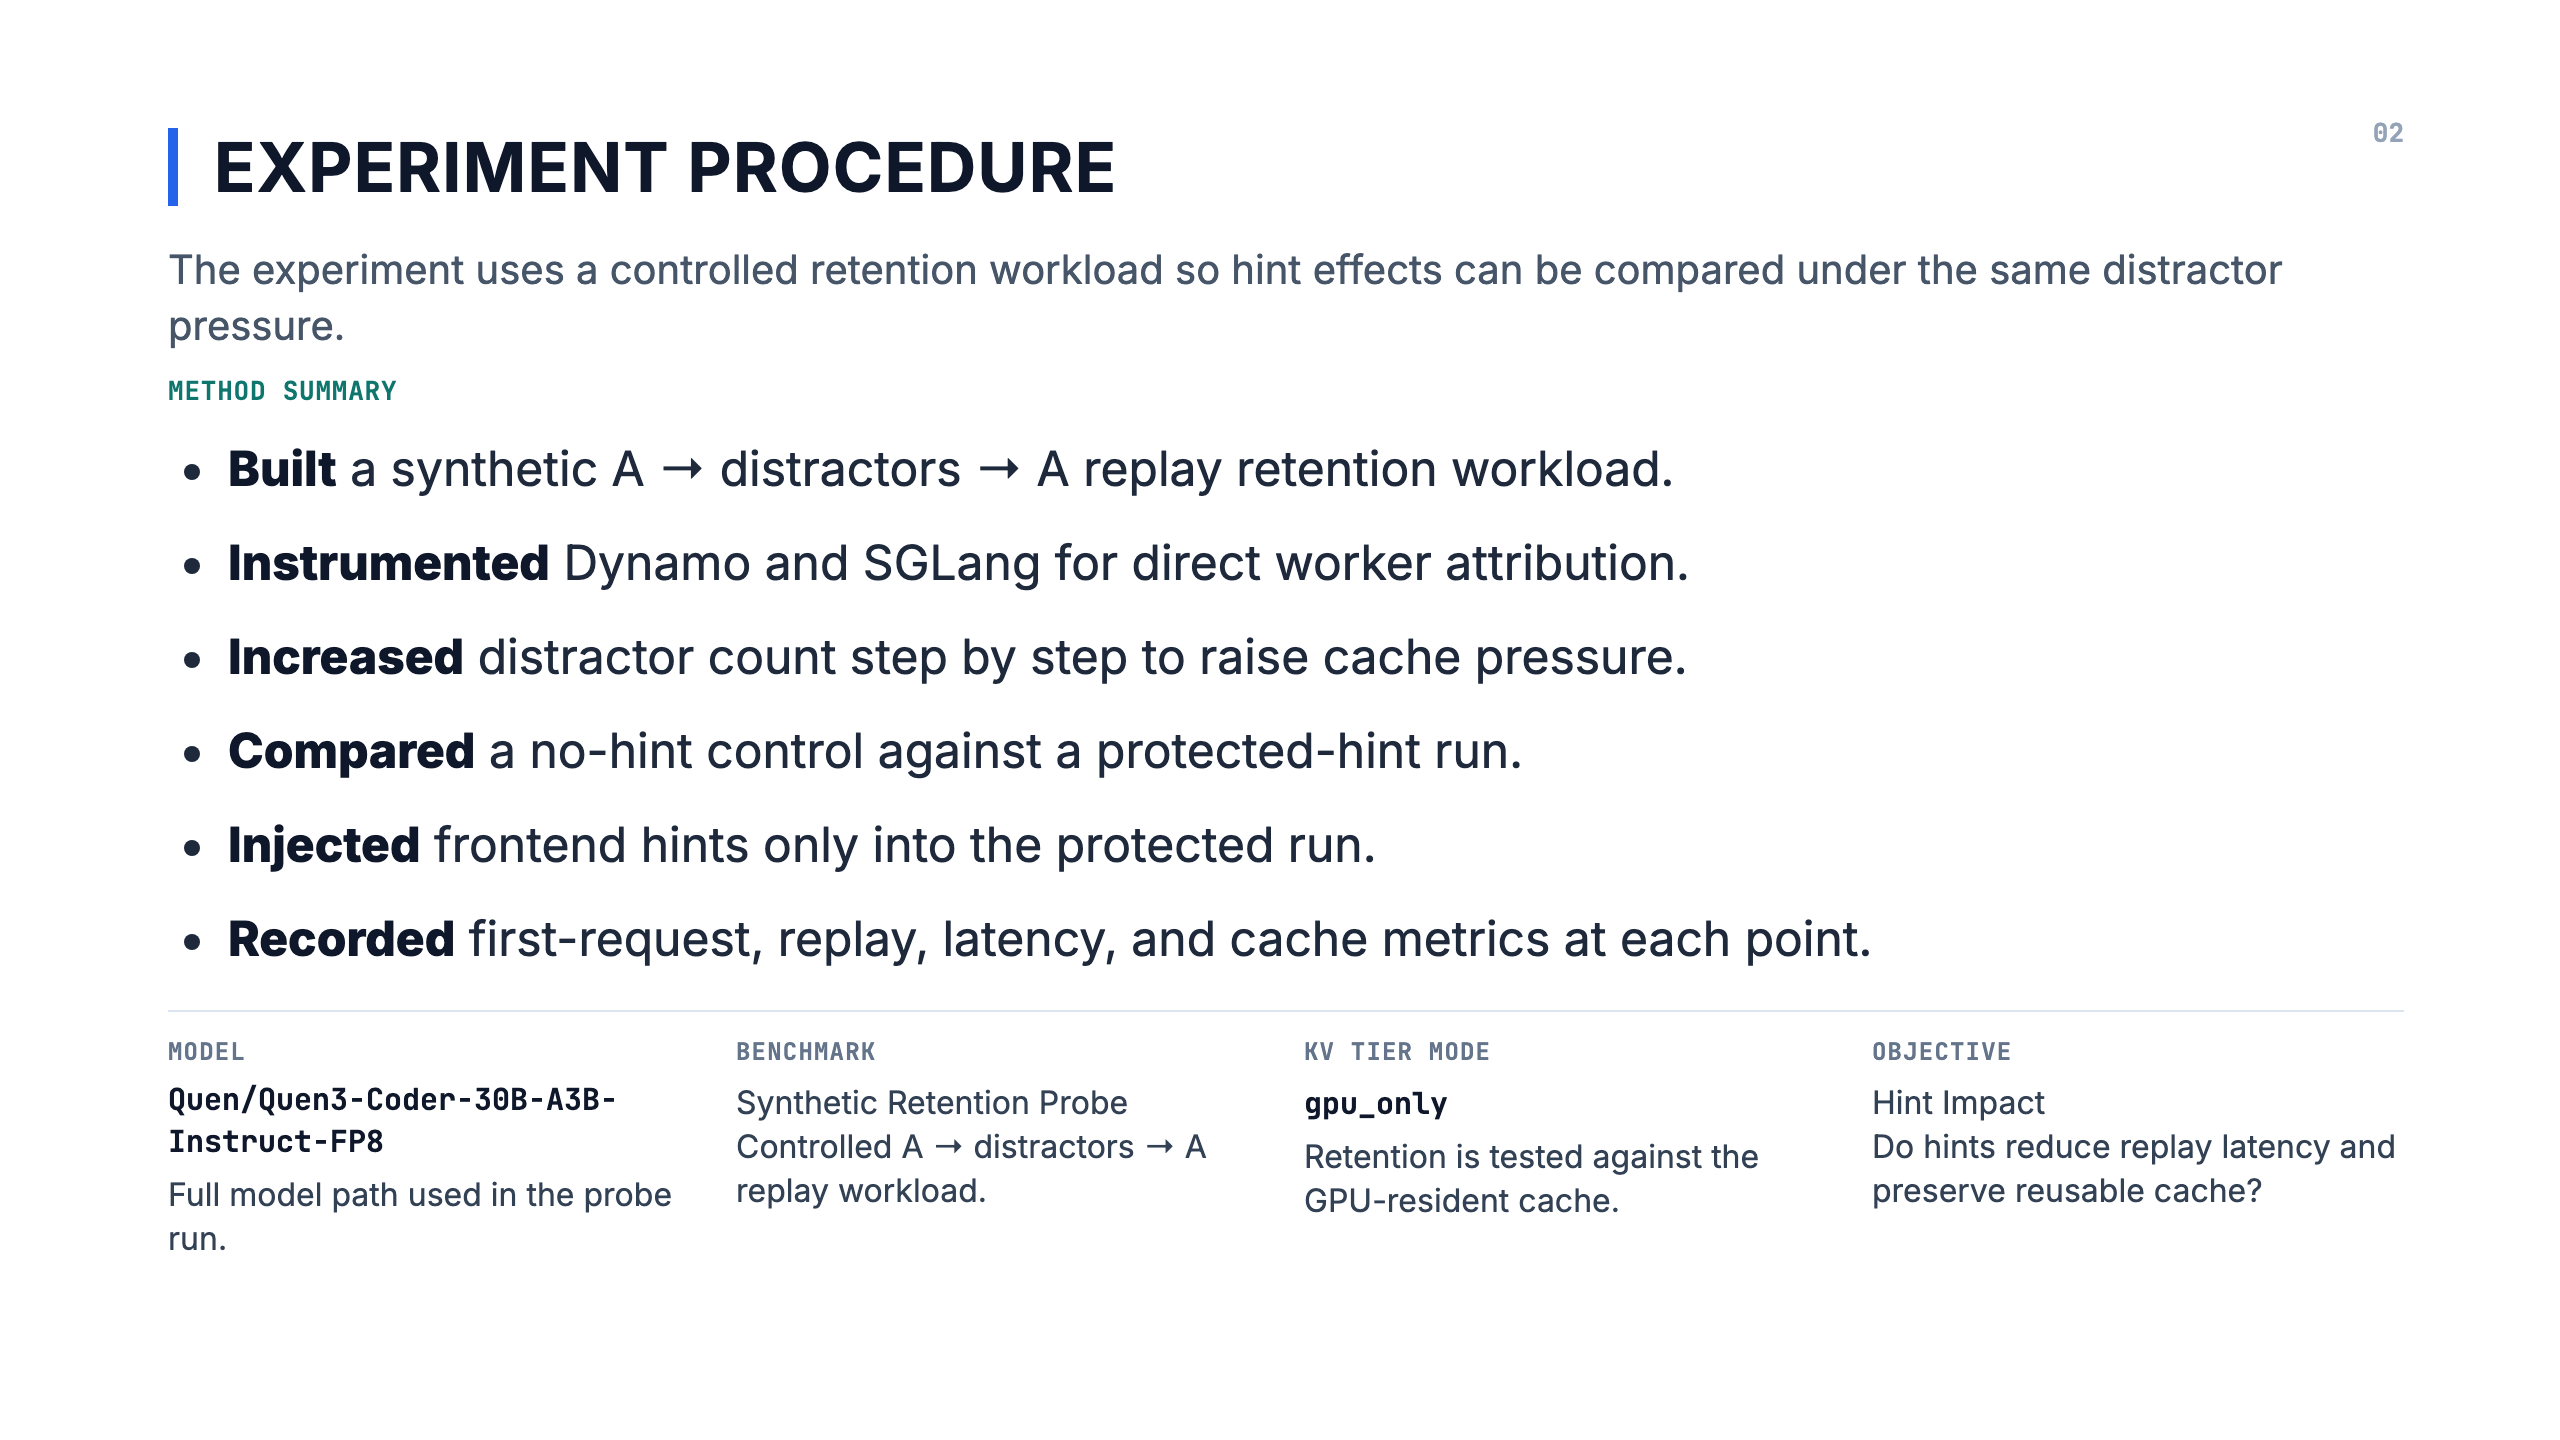 02
EXPERIMENT PROCEDURE
The experiment uses a controlled retention workload so hint effects can be compared under the same distractor
pressure.
METHOD SUMMARY
• Built a synthetic A → distractors → A replay retention workload.
• Instrumented Dynamo and SGLang for direct worker attribution.
• Increased distractor count step by step to raise cache pressure.
• Compared a no-hint control against a protected-hint run.
• Injected frontend hints only into the protected run.
• Recorded first-request, replay, latency, and cache metrics at each point.
MODEL
Quen/Quen3-Coder-30B-A3B-
Instruct-FP8
Full model path used in the probe
run.
BENCHMARK
Synthetic Retention Probe
Controlled A → distractors → A
replay workload.
KV TIER MODE
gpu_only
Retention is tested against the
GPU-resident cache.
OBJECTIVE
Hint Impact
Do hints reduce replay latency and
preserve reusable cache?